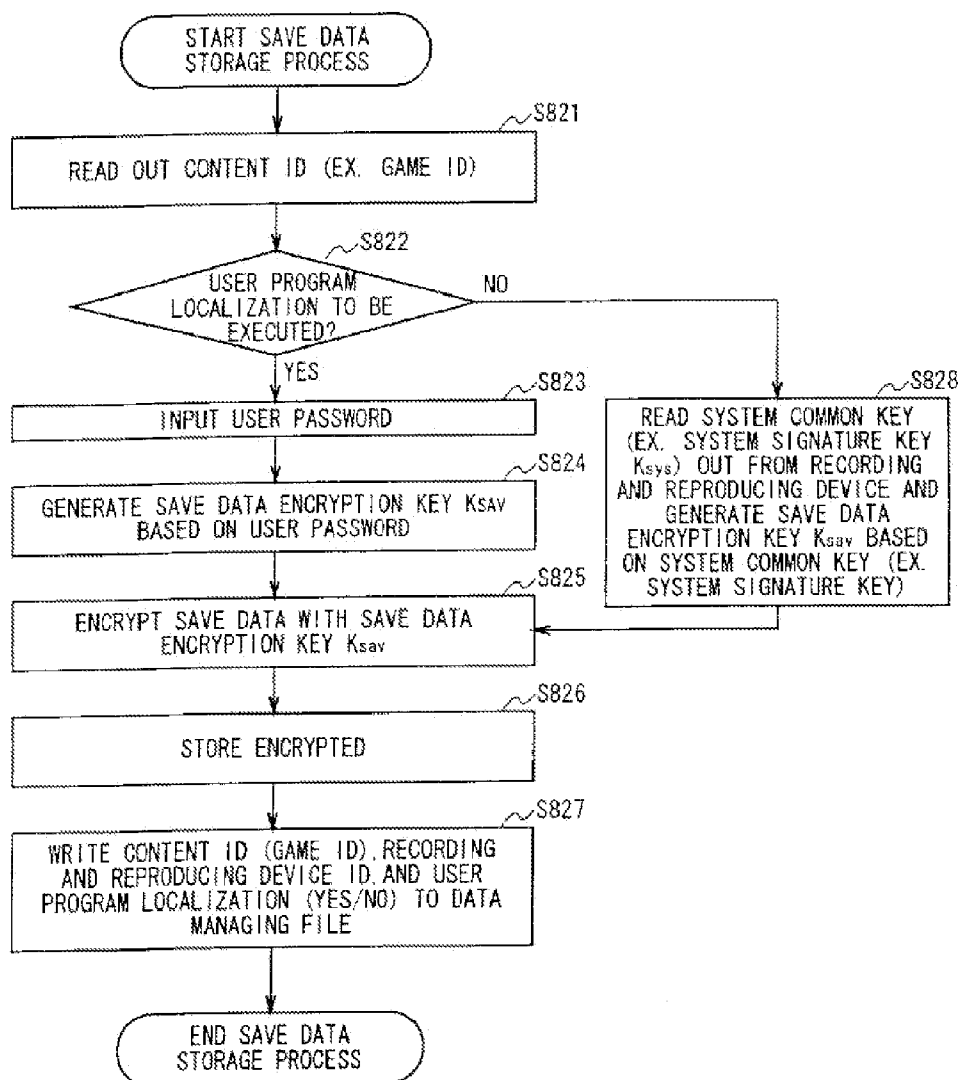 START SAVE DATA
STORAGE PROCESS
S821
READ OUT CONTENT ID (EX. GAME ID)
S822
USER PROGRAM
LOCALIZATION TO BE
EXECUTED?
NO
YES
S823
INPUT USER PASSWORD
S828
READ SYSTEM COMMON KEY
(EX. SYSTEM SIGNATURE KEY
Ksys) OUT FROM RECORDING
AND REPRODUCING DEVICE AND
GENERATE SAVE DATA
ENCRYPTION KEY Ksav BASED
ON SYSTEM COMMON KEY (EX.
SYSTEM SIGNATURE KEY)
S824
GENERATE SAVE DATA ENCRYPTION KEY Ksav
BASED ON USER PASSWORD
S825
ENCRYPT SAVE DATA WITH SAVE DATA
ENCRYPTION KEY Ksav
S826
STORE ENCRYPTED
S827
WRITE CONTENT ID (GAME ID), RECORDING
AND REPRODUCING DEVICE ID, AND USER
PROGRAM LOCALIZATION (YES/NO) TO DATA
MANAGING FILE
END SAVE DATA
STORAGE PROCESS